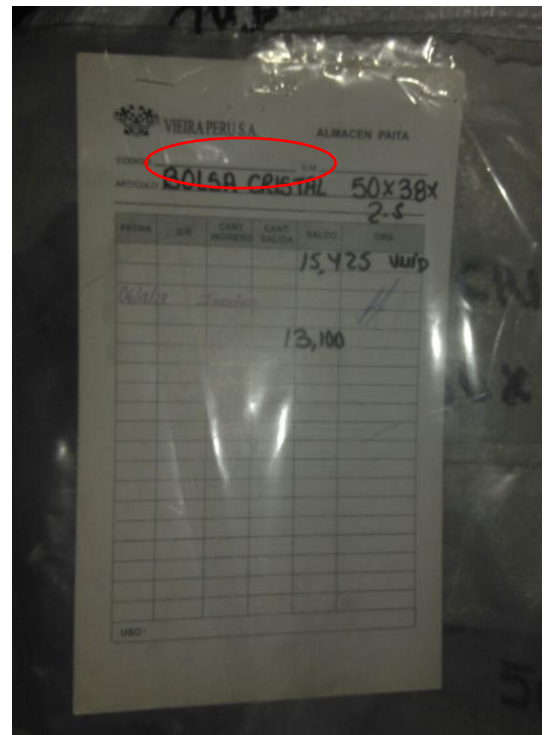 VIEIRA PERU S.A. ALMACEN PAITA
CODIGO U.M.
ARTICULO BOLSA CRISTAL 50X38X
2.5
FECHA G.R CANT. INGRESO CANT. SALIDA SALDO OBS.
15,425 UNID
13,100
USO: